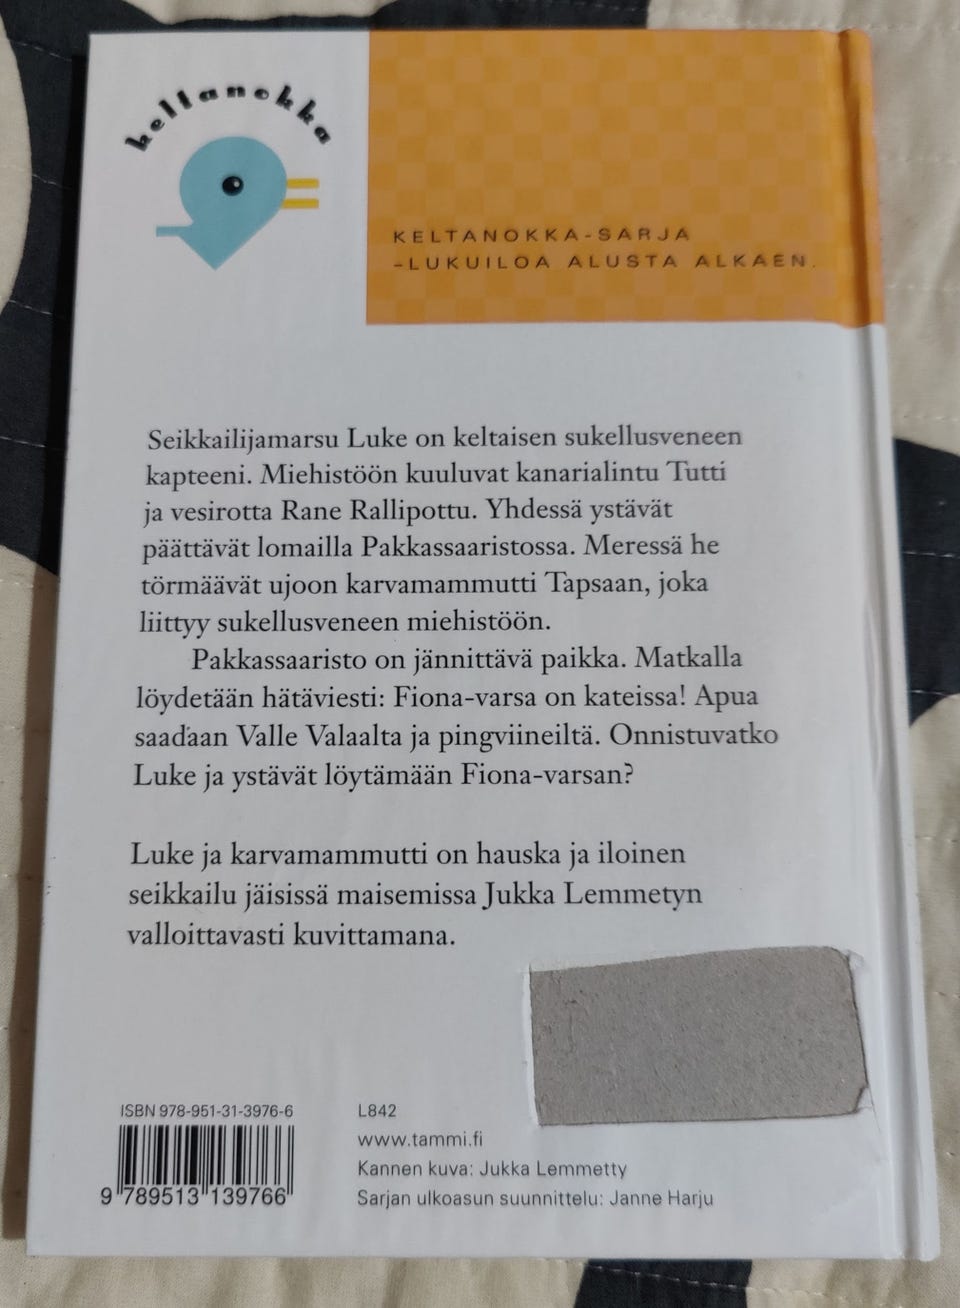 keltanokka
KELTANOKKA-SARJA
-LUKUILOA ALUSTA ALKAEN.
Seikkailijamarsu Luke on keltaisen sukellusveneen
kapteeni. Miehistöön kuuluvat kanarialintu Tutti
ja vesirotta Rane Rallipottu. Yhdessä ystävät
päättävät lomailla Pakkassaaristossa. Meressä he
törmäävät ujoon karvamammutti Tapsaan, joka
liittyy sukellusveneen miehistöön.
Pakkassaaristo on jännittävä paikka. Matkalla
löydetään hätäviesti: Fiona-varsa on kateissa! Apua
saadaan Valle Valaalta ja pingviineiltä. Onnistuvatko
Luke ja ystävät löytämään Fiona-varsan?
Luke ja karvamammutti on hauska ja iloinen
seikkailu jäisissä maisemissa Jukka Lemmetyn
valloittavasti kuvittamana.
ISBN 978-951-31-3976-6
9 789513 139766
L842
www.tammi.fi
Kannen kuva: Jukka Lemmetty
Sarjan ulkoasun suunnittelu: Janne Harju